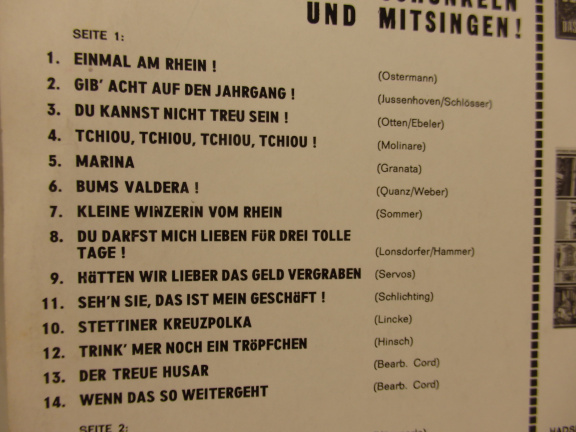 SCHUNKELN
UND MITSINGEN!
SEITE 1:
1. EINMAL AM RHEIN ! (Ostermann)
2. GIB' ACHT AUF DEN JAHRGANG ! (Jussenhoven/Schlösser)
3. DU KANNST NICHT TREU SEIN ! (Otten/Ebeler)
4. TCHIOU, TCHIOU, TCHIOU, TCHIOU ! (Molinare)
5. MARINA (Granata)
6. BUMS VALDERA ! (Quanz/Weber)
7. KLEINE WINZERIN VOM RHEIN (Sommer)
8. DU DARFST MICH LIEBEN FÜR DREI TOLLE
TAGE ! (Lonsdorfer/Hammer)
9. HÄTTEN WIR LIEBER DAS GELD VERGRABEN (Servos)
11. SEH'N SIE, DAS IST MEIN GESCHÄFT ! (Schlichting)
10. STETTINER KREUZPOLKA (Lincke)
12. TRINK' MER NOCH EIN TRÖPFCHEN (Hinsch)
13. DER TREUE HUSAR (Bearb. Cord)
14. WENN DAS SO WEITERGEHT (Bearb. Cord)
SEITE 2: